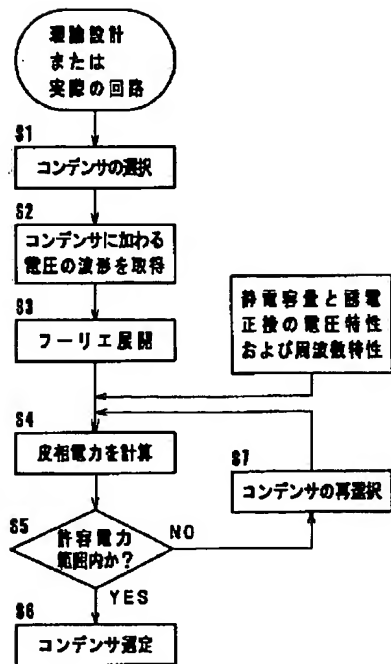 理論設計
または
実際の回路
S1
コンデンサの選択
S2
コンデンサに加わる
電圧の波形を取得
S3
フーリエ展開
静電容量と誘電
正接の電圧特性
および周波数特性
S4
皮相電力を計算
S7
コンデンサの再選択
S5
許容電力
範囲内か?
NO
YES
S6
コンデンサ選定